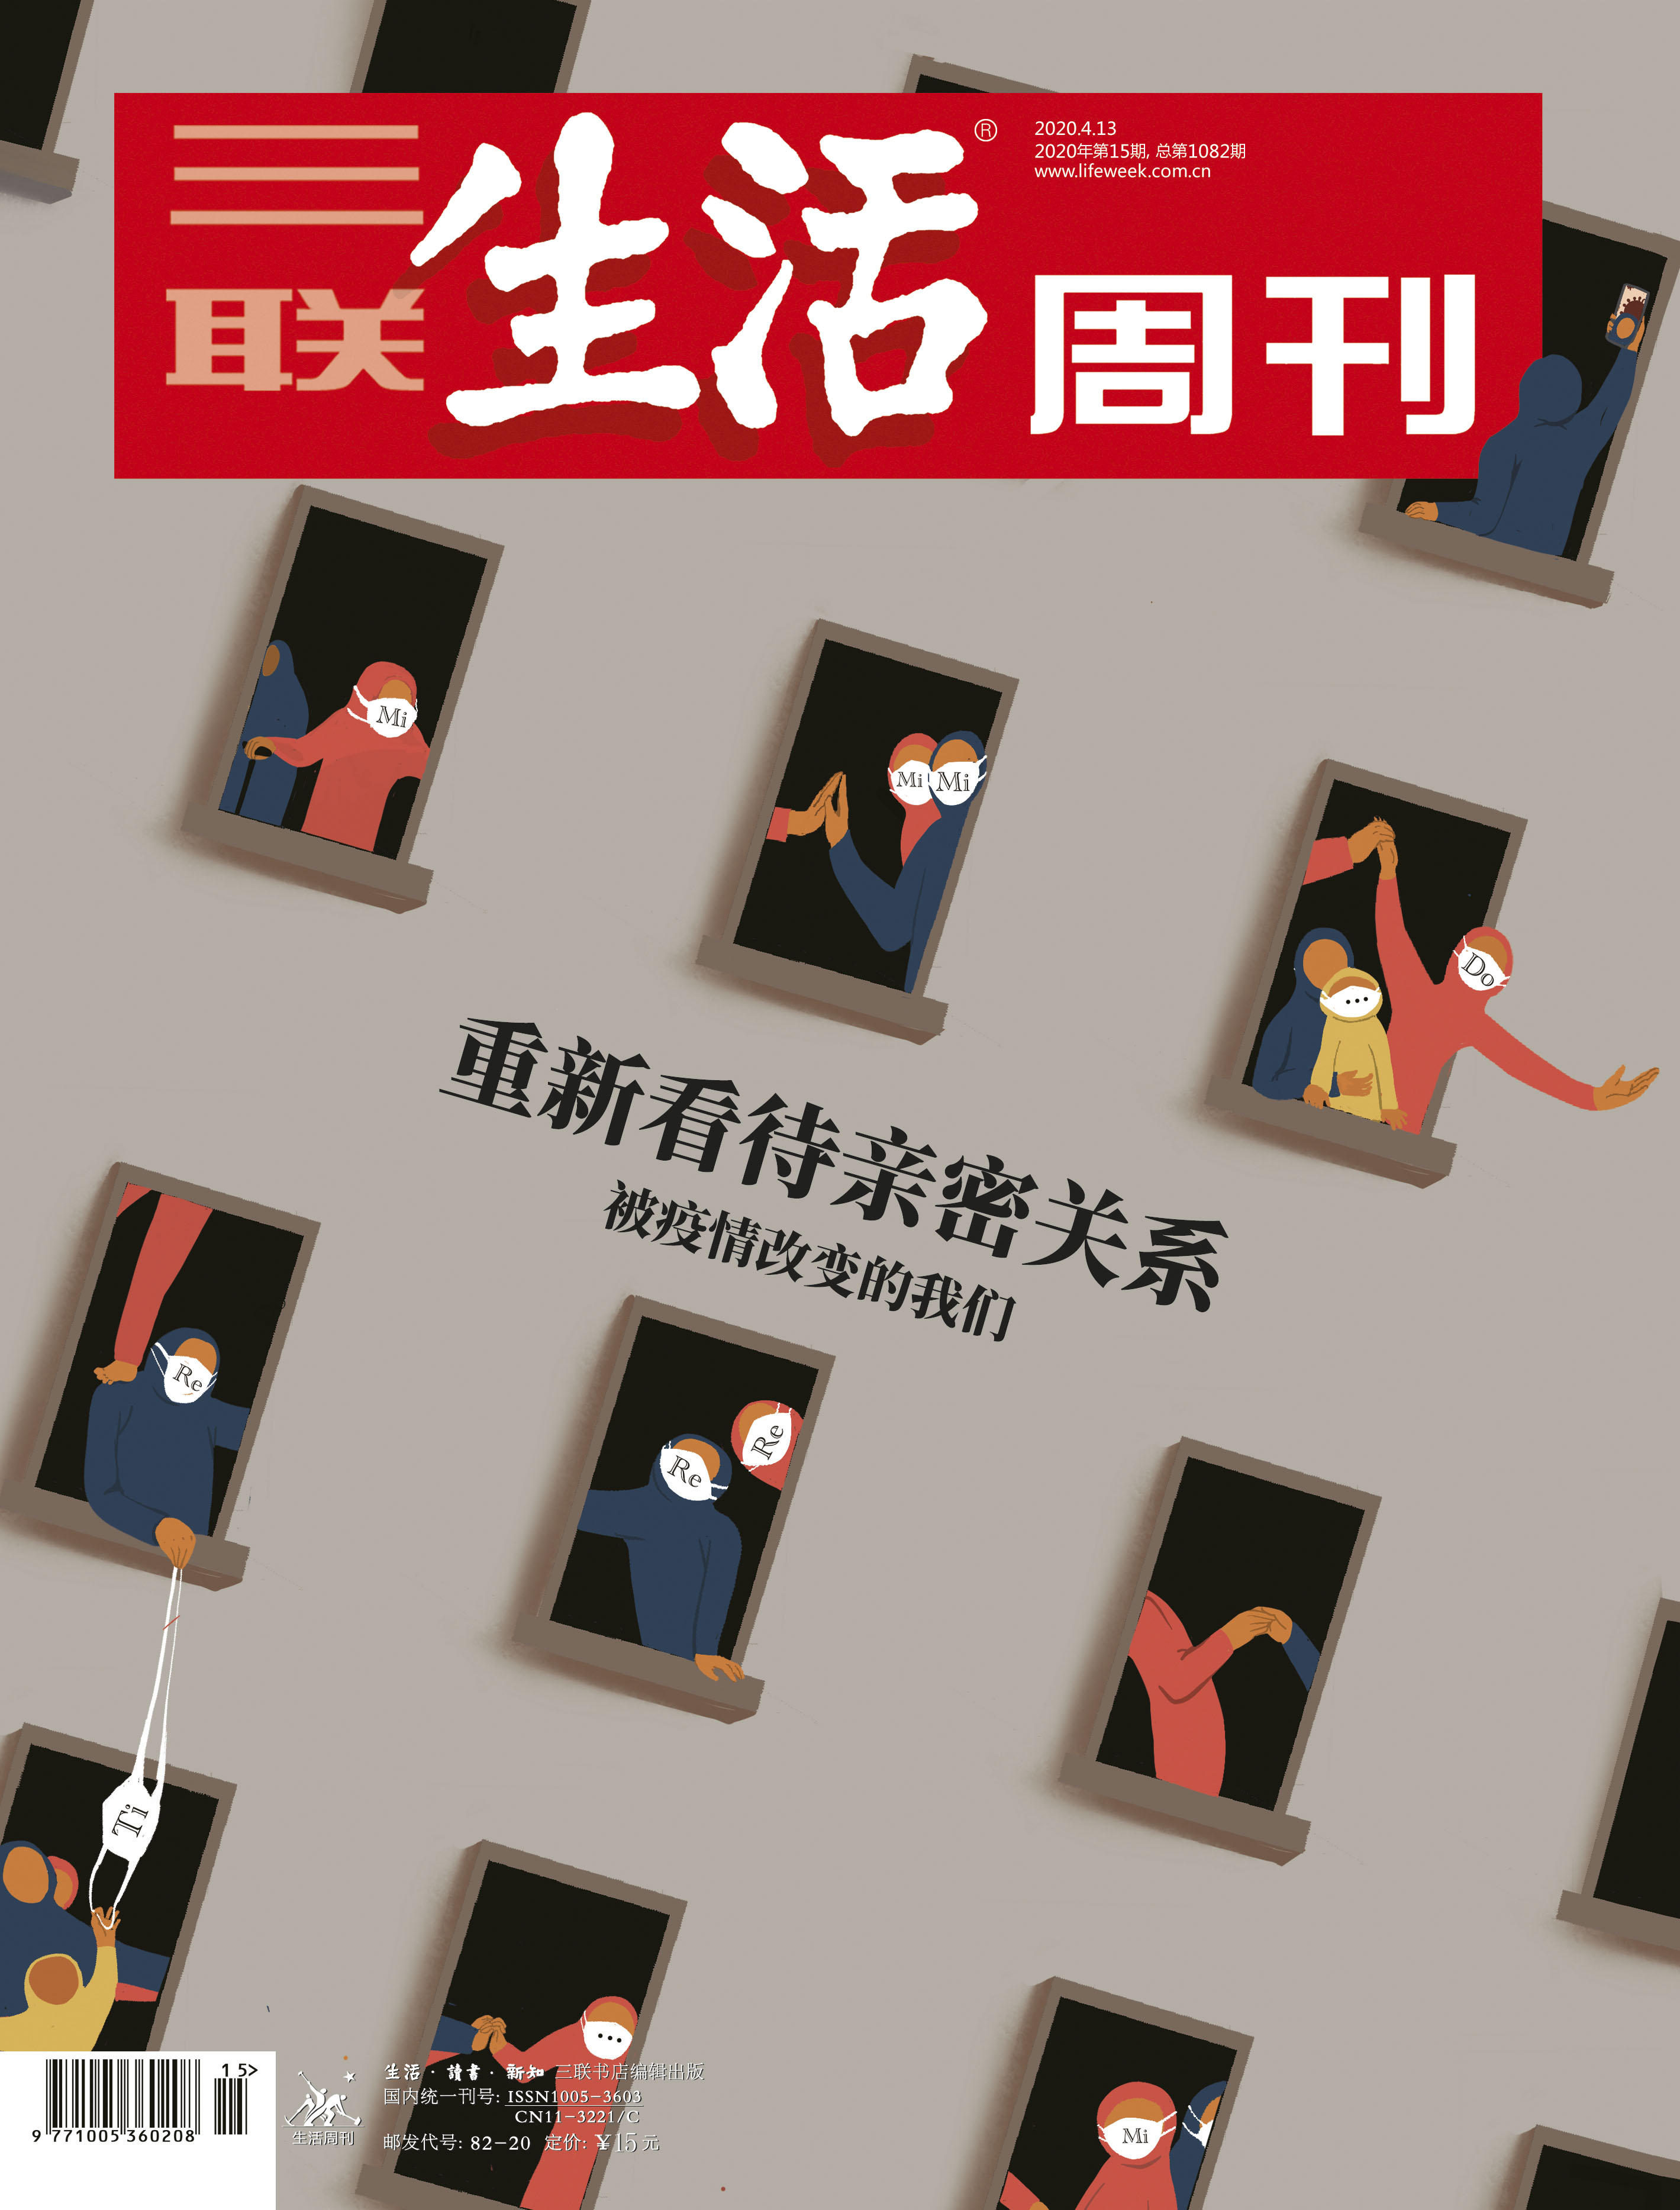 三联生活周刊®
2020.4.13
2020年第15期, 总第1082期
www.lifeweek.com.cn
Mi
Mi Mi
Do
...
重新看待亲密关系
被疫情改变的我们
Re
Re
Re
Ti
...
Mi
15>
9 771005 360208
生活周刊
生活·讀書·新知 三联书店编辑出版
国内统一刊号: ISSN1005-3603
CN11-3221/C
邮发代号: 82-20 定价: ¥15元